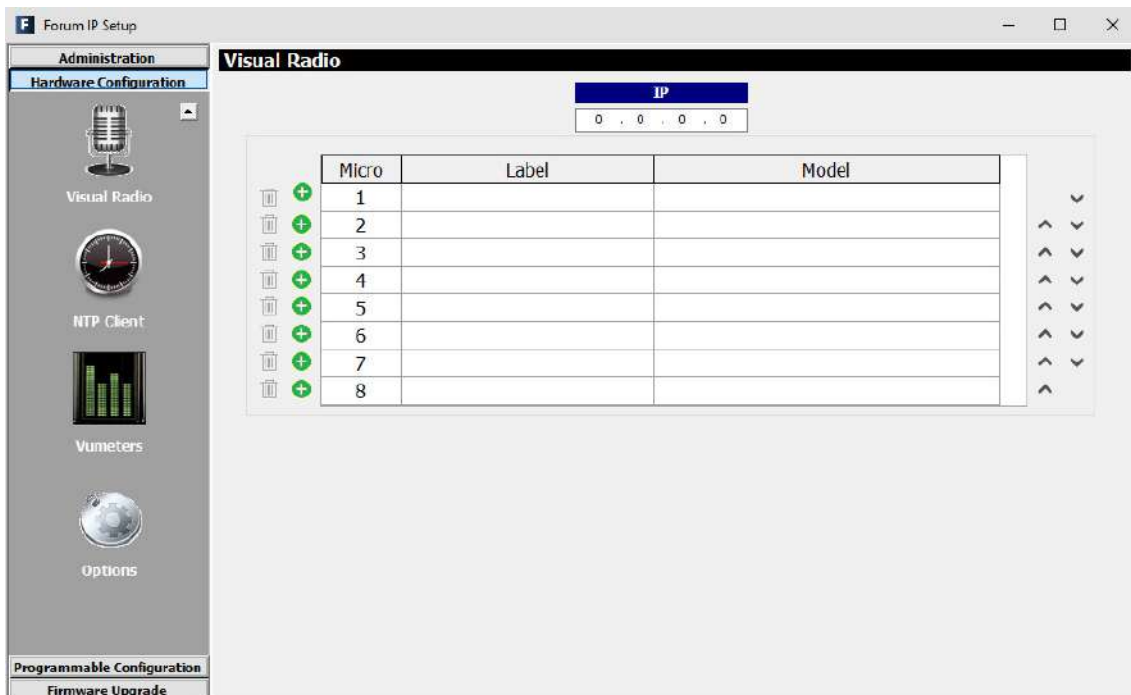 F Forum IP Setup
Administration
Hardware Configuration
Visual Radio
NTP Client
Vumeters
Options
Programmable Configuration
Firmware Upgrade
Visual Radio
IP
0 . 0 . 0 . 0
Micro Label Model
1
2
3
4
5
6
7
8